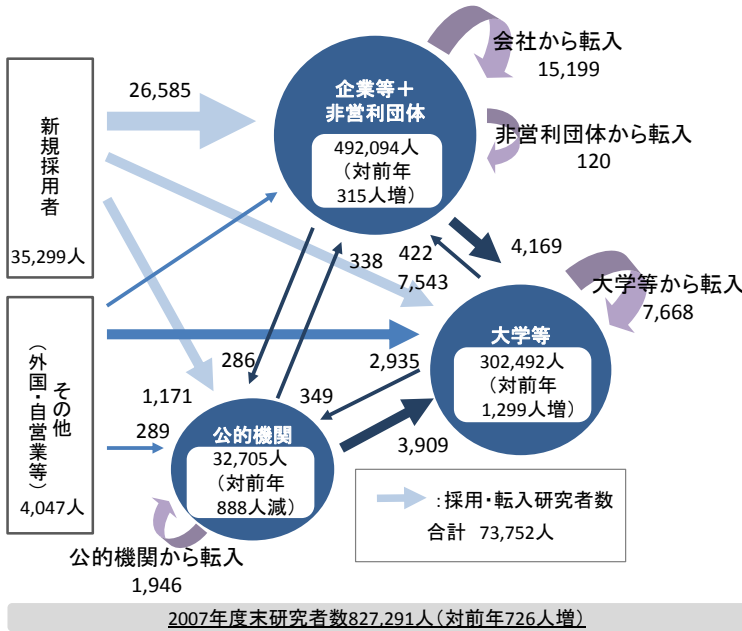 新規採用者
35,299人
その他
（外国・自営業等）
4,047人
26,585
企業等＋
非営利団体
492,094人
（対前年
315人増）
会社から転入
15,199
非営利団体から転入
120
338
422
7,543
4,169
大学等から転入
7,668
大学等
302,492人
（対前年
1,299人増）
286
2,935
1,171
349
289
3,909
公的機関
32,705人
（対前年
888人減）
公的機関から転入
1,946
：採用・転入研究者数
合計 73,752人
2007年度末研究者数827,291人（対前年726人増）